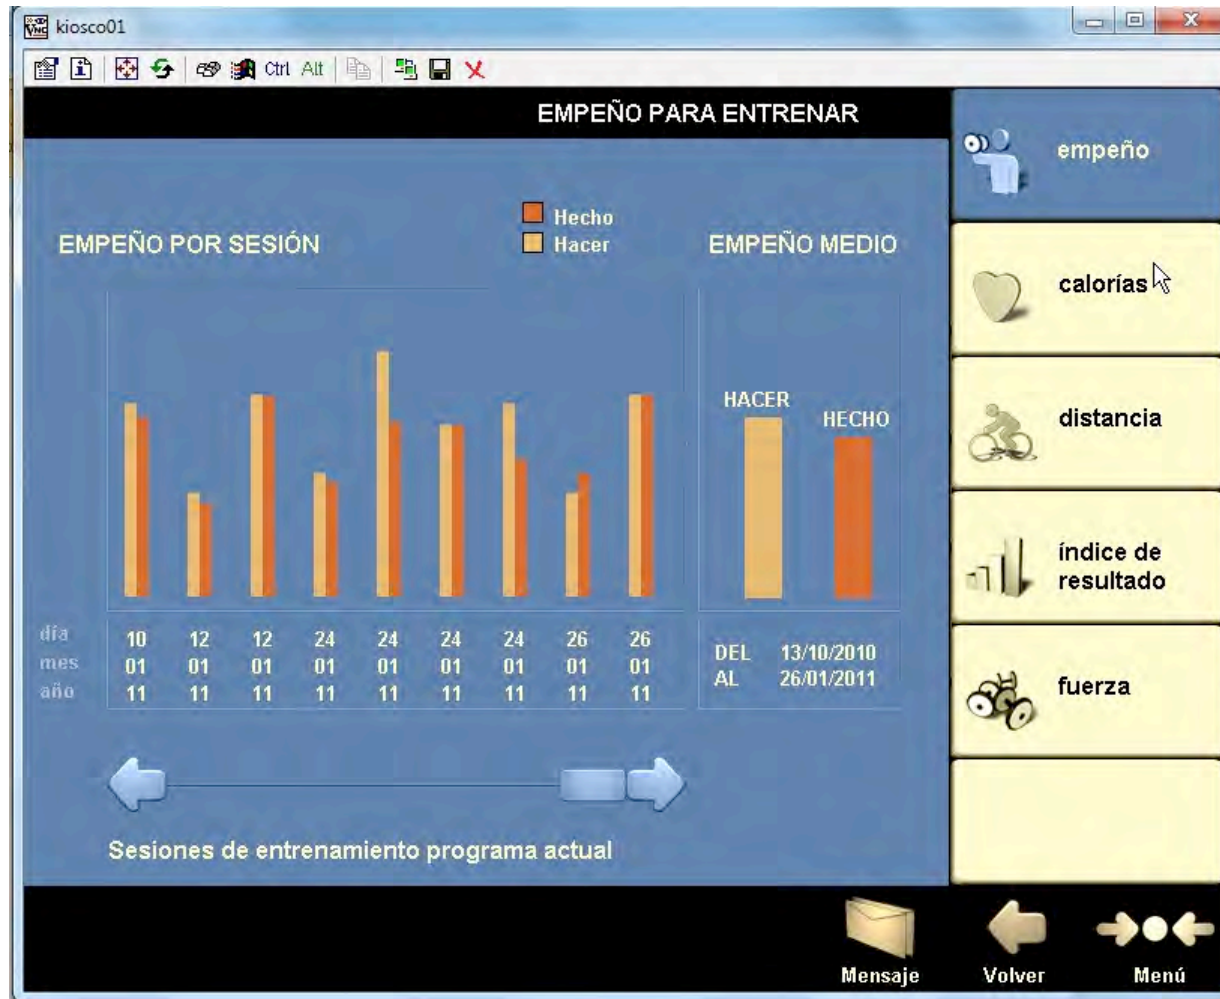 kiosco01
Ctrl Alt
EMPEÑO PARA ENTRENAR
Hecho
Hacer
EMPEÑO POR SESIÓN
EMPEÑO MEDIO
HACER
HECHO
día 10 12 12 24 24 24 24 26 26
mes 01 01 01 01 01 01 01 01 01
año 11 11 11 11 11 11 11 11 11
DEL 13/10/2010
AL 26/01/2011
Sesiones de entrenamiento programa actual
empeño
calorías
distancia
índice de
resultado
fuerza
Mensaje
Volver
Menú